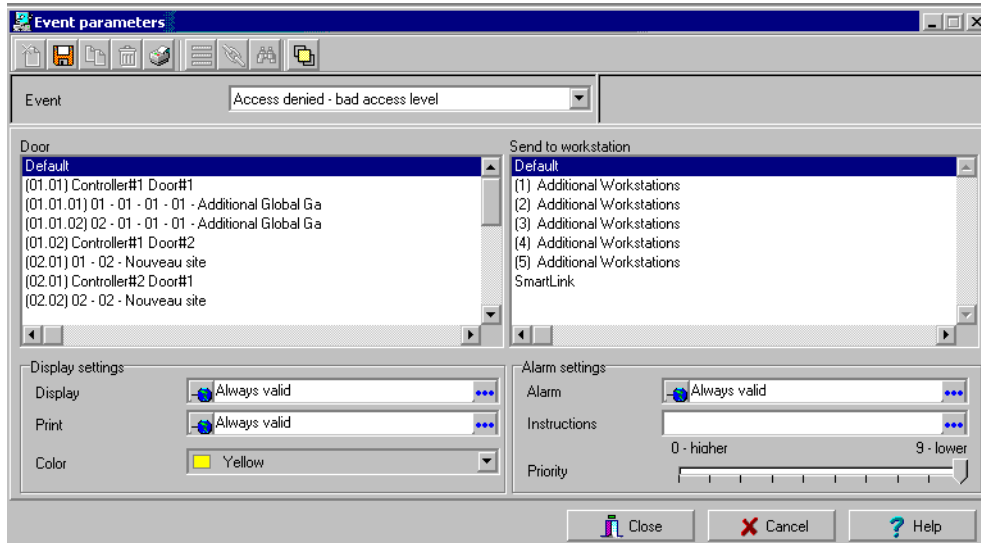 Event parameters
Event
Access denied - bad access level
Door
Default
(01.01) Controller#1 Door#1
(01.01.01) 01 - 01 - 01 - 01 - Additional Global Ga
(01.01.02) 02 - 01 - 01 - 01 - Additional Global Ga
(01.02) Controller#1 Door#2
(02.01) 01 - 02 - Nouveau site
(02.01) Controller#2 Door#1
(02.02) 02 - 02 - Nouveau site
Send to workstation
Default
(1) Additional Workstations
(2) Additional Workstations
(3) Additional Workstations
(4) Additional Workstations
(5) Additional Workstations
SmartLink
Display settings
Display
Always valid
Print
Always valid
Color
Yellow
Alarm settings
Alarm
Always valid
Instructions
0 - higher
9 - lower
Priority
Close
Cancel
Help